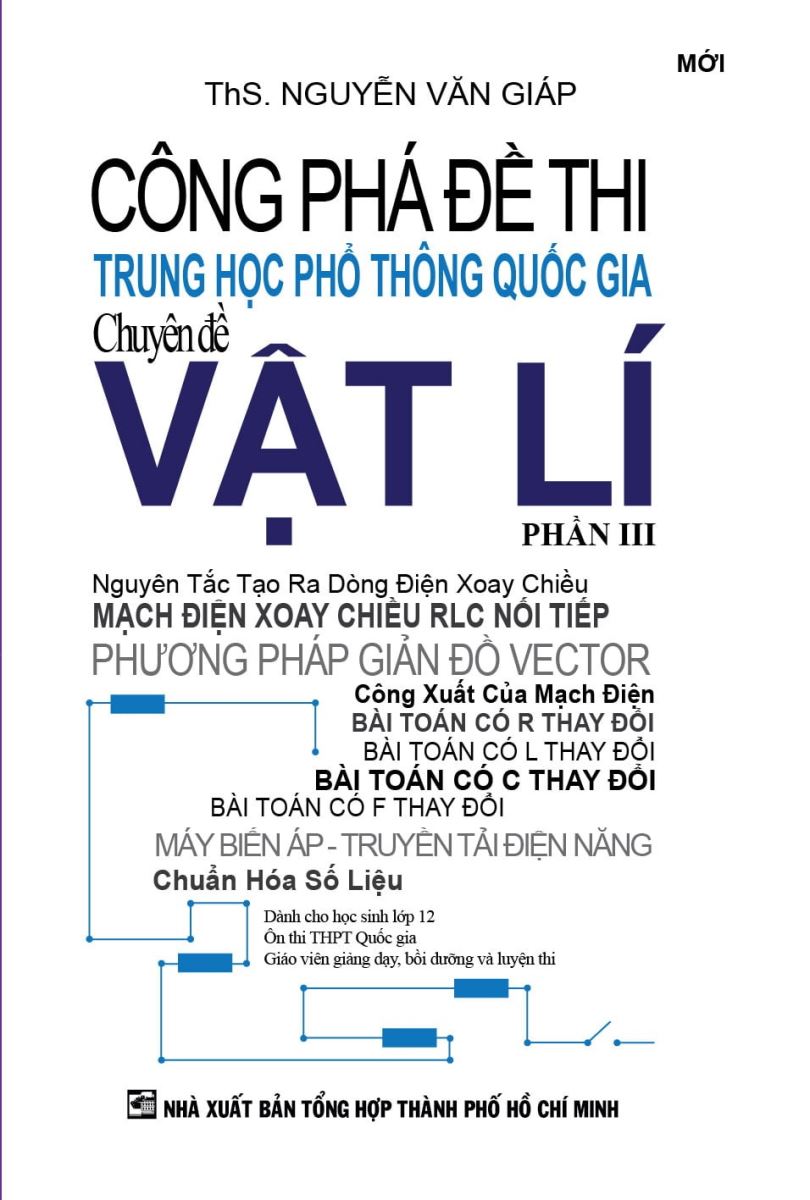 MỚI
ThS. NGUYỄN VĂN GIÁP
CÔNG PHÁ ĐỀ THI
TRUNG HỌC PHỔ THÔNG QUỐC GIA
Chuyên đề
VẬT LÍ
PHẦN III
Nguyên Tắc Tạo Ra Dòng Điện Xoay Chiều
MẠCH ĐIỆN XOAY CHIỀU RLC NỐI TIẾP
PHƯƠNG PHÁP GIẢN ĐỒ VECTOR
Công Xuất Của Mạch Điện
BÀI TOÁN CÓ R THAY ĐỔI
BÀI TOÁN CÓ L THAY ĐỔI
BÀI TOÁN CÓ C THAY ĐỔI
BÀI TOÁN CÓ F THAY ĐỔI
MÁY BIẾN ÁP - TRUYỀN TẢI ĐIỆN NĂNG
Chuẩn Hóa Số Liệu
Dành cho học sinh lớp 12
Ôn thi THPT Quốc gia
Giáo viên giảng dạy, bồi dưỡng và luyện thi
NHÀ XUẤT BẢN TỔNG HỢP THÀNH PHỐ HỒ CHÍ MINH